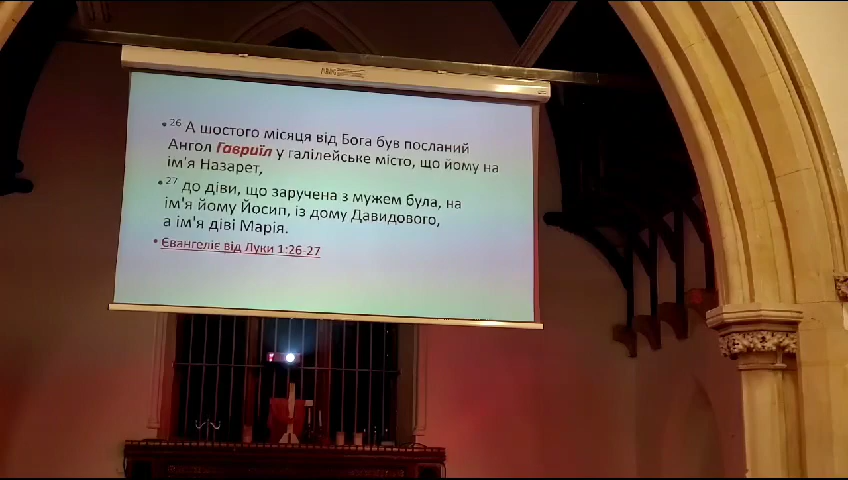 • 26 А шостого місяця від Бога був посланий
Ангол Гавриїл у галілейське місто, що йому на
ім'я Назарет,
• 27 до діви, що заручена з мужем була, на
ім'я йому Йосип, із дому Давидового,
а ім'я діві Марія.
• Євангеліє від Луки 1:26-27